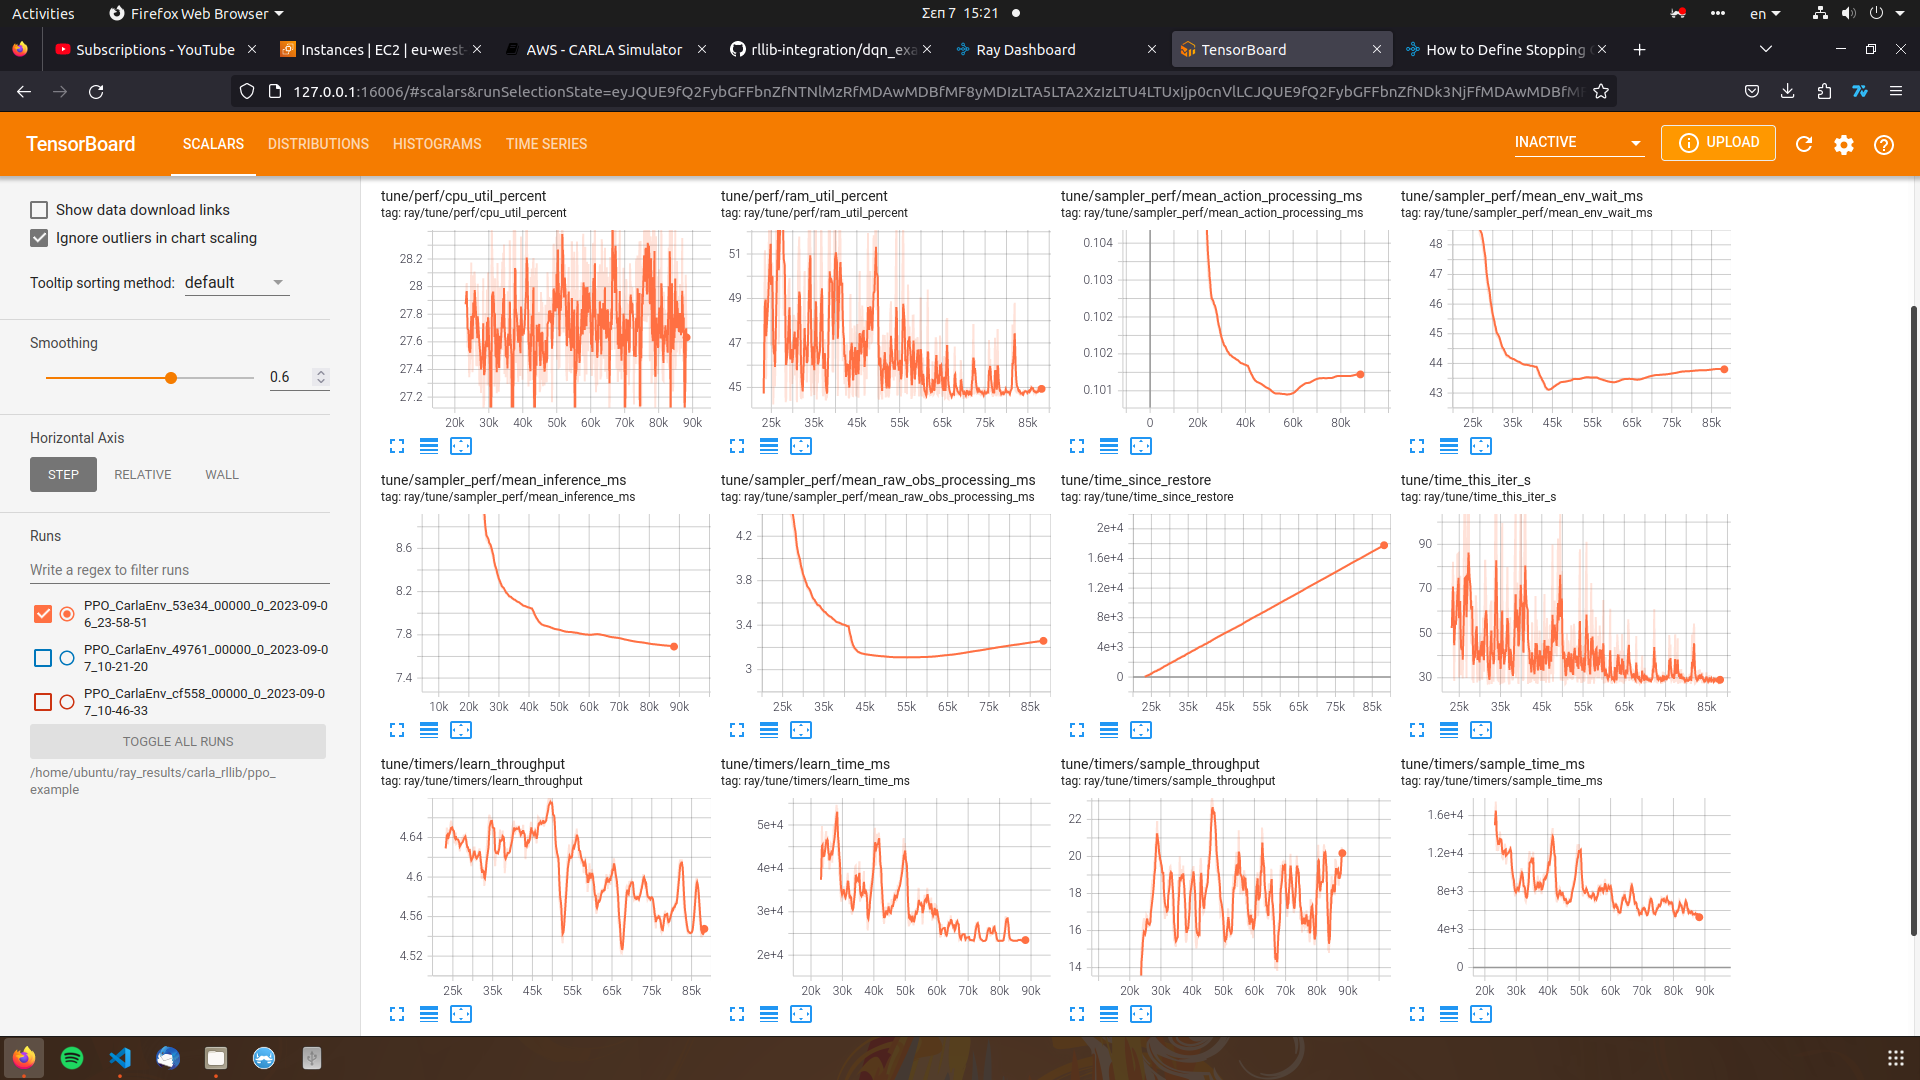 Activities
Firefox Web Browser
Σεπ 7 15:21
en
Subscriptions - YouTube
Instances | EC2 | eu-west-
AWS - CARLA Simulator
rllib-integration/dqn_exa
Ray Dashboard
TensorBoard
How to Define Stopping
127.0.0.1:16006/#scalars&runSelectionState=eyJQUE9fQ2FybGFFbnZfNTNlMzRfMDAwMDBfMF8yMDIzLTA5LTA2XzIzLTU4LTUxIjp0cnVlLCJQUE9fQ2FybGFFbnZfNDk3NjFfMDAwMDBfM
TensorBoard
SCALARS
DISTRIBUTIONS
HISTOGRAMS
TIME SERIES
INACTIVE
UPLOAD
Show data download links
Ignore outliers in chart scaling
Tooltip sorting method: default
Smoothing
0.6
Horizontal Axis
STEP
RELATIVE
WALL
Runs
Write a regex to filter runs
PPO_CarlaEnv_53e34_00000_0_2023-09-0
6_23-58-51
PPO_CarlaEnv_49761_00000_0_2023-09-0
7_10-21-20
PPO_CarlaEnv_cf558_00000_0_2023-09-0
7_10-46-33
TOGGLE ALL RUNS
/home/ubuntu/ray_results/carla_rllib/ppo_
example
tune/perf/cpu_util_percent
tag: ray/tune/perf/cpu_util_percent
28.2
28
27.8
27.6
27.4
27.2
20k 30k 40k 50k 60k 70k 80k 90k
tune/perf/ram_util_percent
tag: ray/tune/perf/ram_util_percent
51
49
47
45
25k 35k 45k 55k 65k 75k 85k
tune/sampler_perf/mean_action_processing_ms
tag: ray/tune/sampler_perf/mean_action_processing_ms
0.104
0.103
0.102
0.102
0.101
0 20k 40k 60k 80k
tune/sampler_perf/mean_env_wait_ms
tag: ray/tune/sampler_perf/mean_env_wait_ms
48
47
46
45
44
43
25k 35k 45k 55k 65k 75k 85k
tune/sampler_perf/mean_inference_ms
tag: ray/tune/sampler_perf/mean_inference_ms
8.6
8.2
7.8
7.4
10k 20k 30k 40k 50k 60k 70k 80k 90k
tune/sampler_perf/mean_raw_obs_processing_ms
tag: ray/tune/sampler_perf/mean_raw_obs_processing_ms
4.2
3.8
3.4
3
25k 35k 45k 55k 65k 75k 85k
tune/time_since_restore
tag: ray/tune/time_since_restore
2e+4
1.6e+4
1.2e+4
8e+3
4e+3
0
25k 35k 45k 55k 65k 75k 85k
tune/time_this_iter_s
tag: ray/tune/time_this_iter_s
90
70
50
30
25k 35k 45k 55k 65k 75k 85k
tune/timers/learn_throughput
tag: ray/tune/timers/learn_throughput
4.64
4.6
4.56
4.52
25k 35k 45k 55k 65k 75k 85k
tune/timers/learn_time_ms
tag: ray/tune/timers/learn_time_ms
5e+4
4e+4
3e+4
2e+4
20k 30k 40k 50k 60k 70k 80k 90k
tune/timers/sample_throughput
tag: ray/tune/timers/sample_throughput
22
20
18
16
14
20k 30k 40k 50k 60k 70k 80k 90k
tune/timers/sample_time_ms
tag: ray/tune/timers/sample_time_ms
1.6e+4
1.2e+4
8e+3
4e+3
0
20k 30k 40k 50k 60k 70k 80k 90k